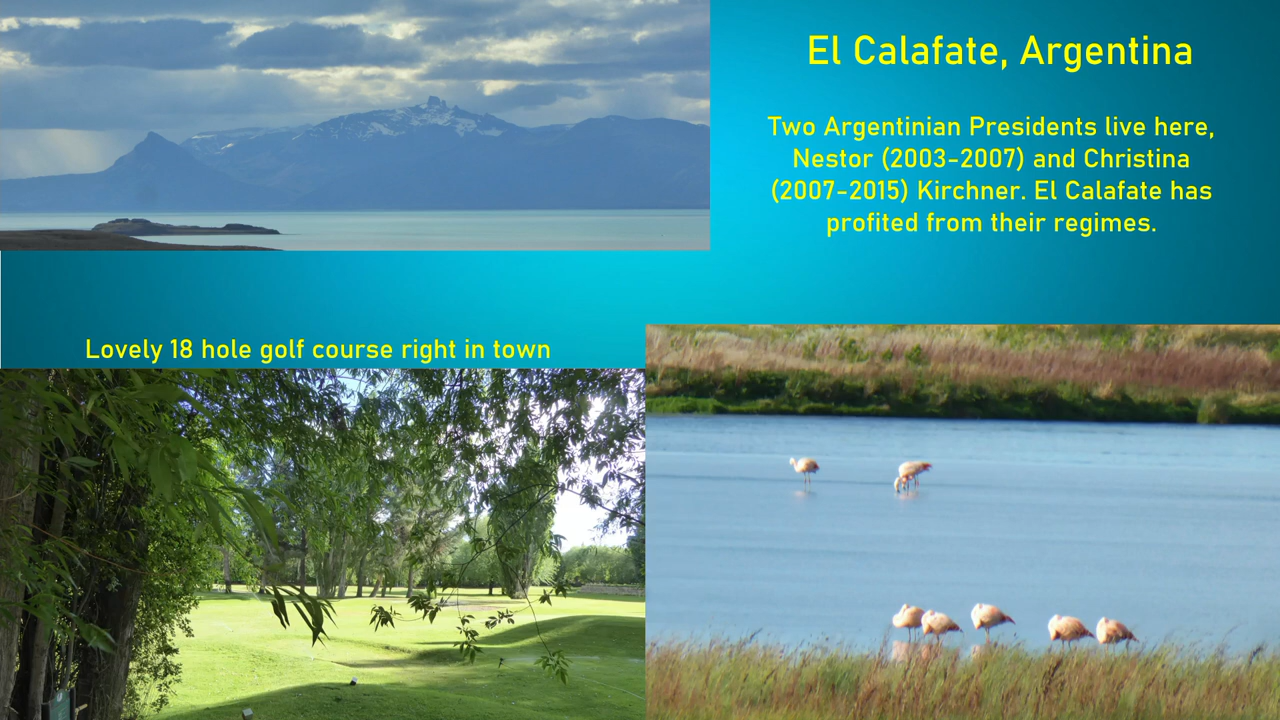 El Calafate, Argentina
Two Argentinian Presidents live here,
Nestor (2003-2007) and Christina
(2007-2015) Kirchner. El Calafate has
profited from their regimes.
Lovely 18 hole golf course right in town